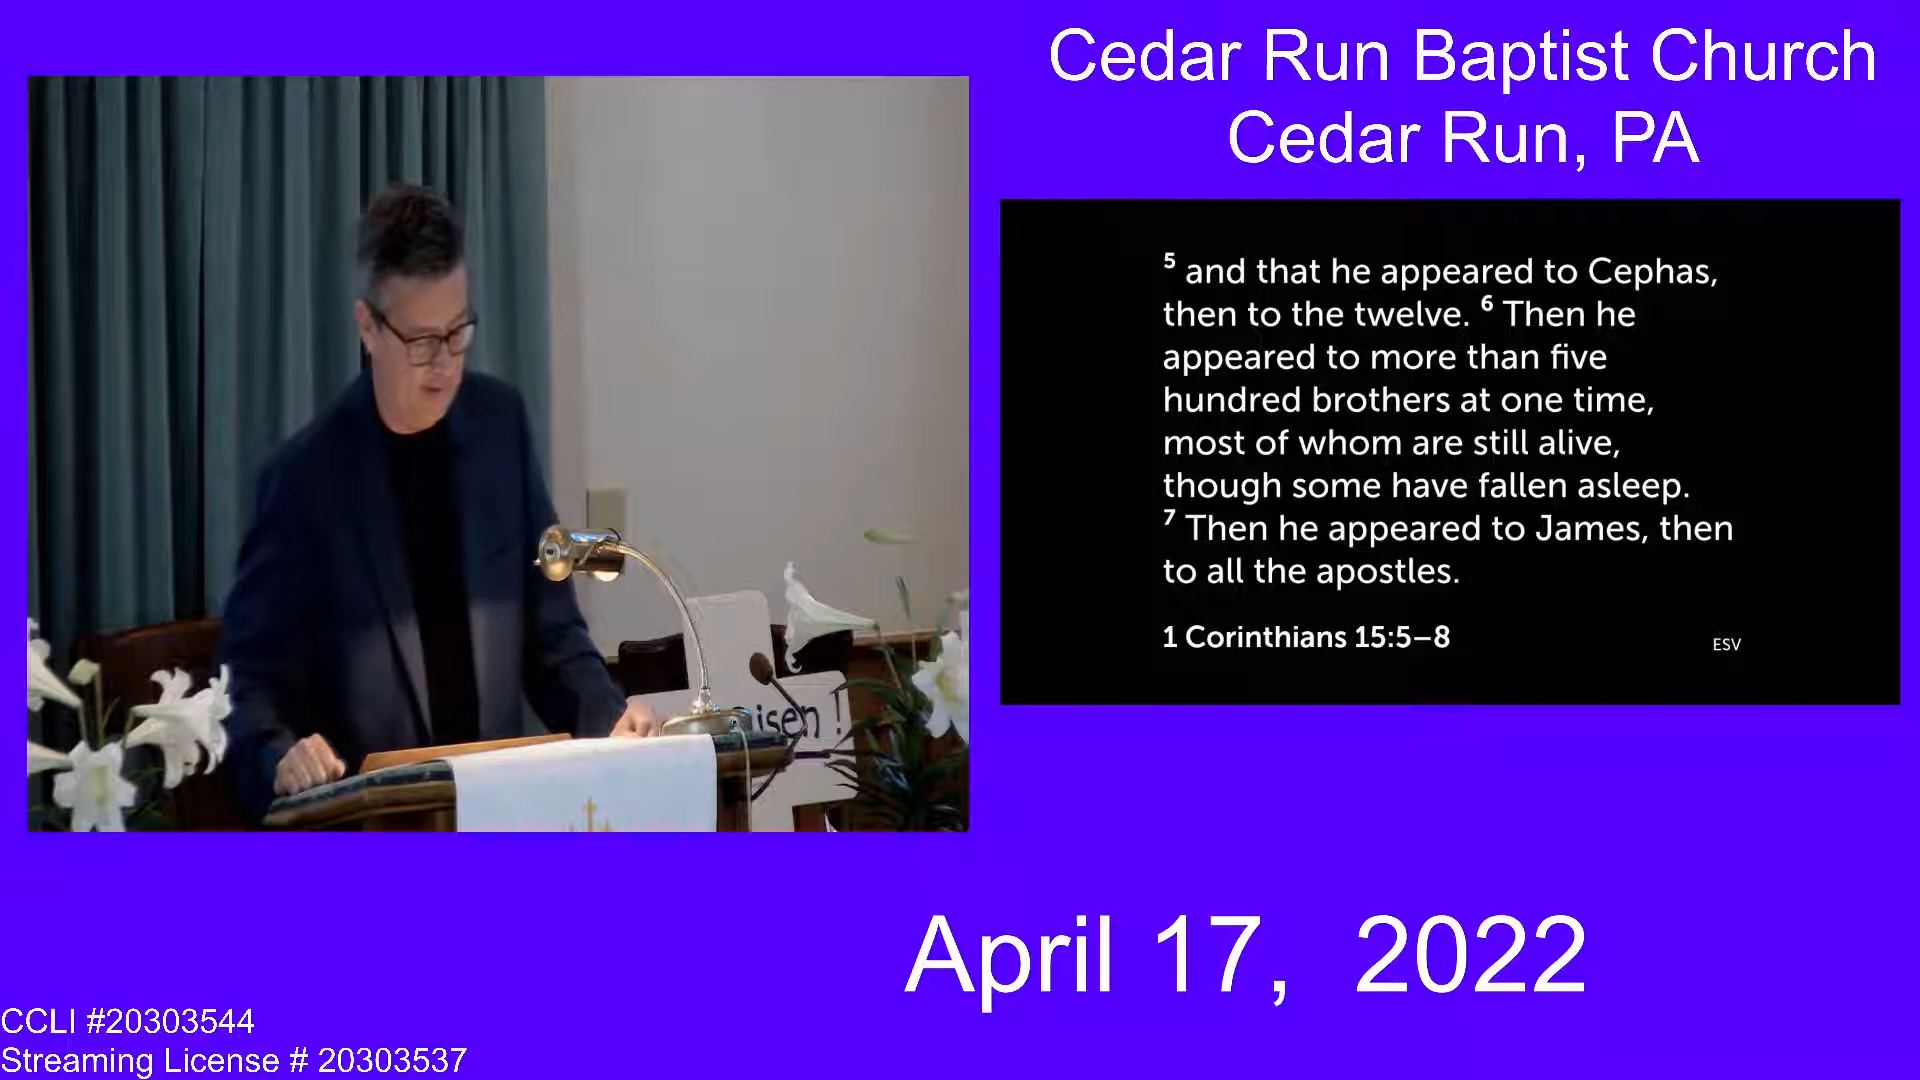 Cedar Run Baptist Church
Cedar Run, PA
⁵ and that he appeared to Cephas,
then to the twelve. ⁶ Then he
appeared to more than five
hundred brothers at one time,
most of whom are still alive,
though some have fallen asleep.
⁷ Then he appeared to James, then
to all the apostles.
1 Corinthians 15:5–8
ESV
isen !
April 17, 2022
CCLI #20303544
Streaming License # 20303537